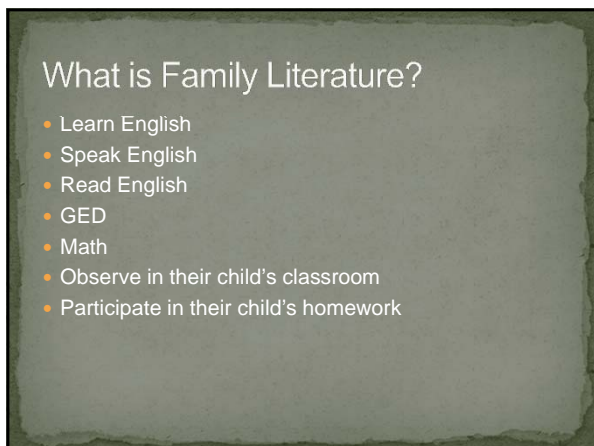 What is Family Literature?
• Learn English
• Speak English
• Read English
• GED
• Math
• Observe in their child's classroom
• Participate in their child's homework